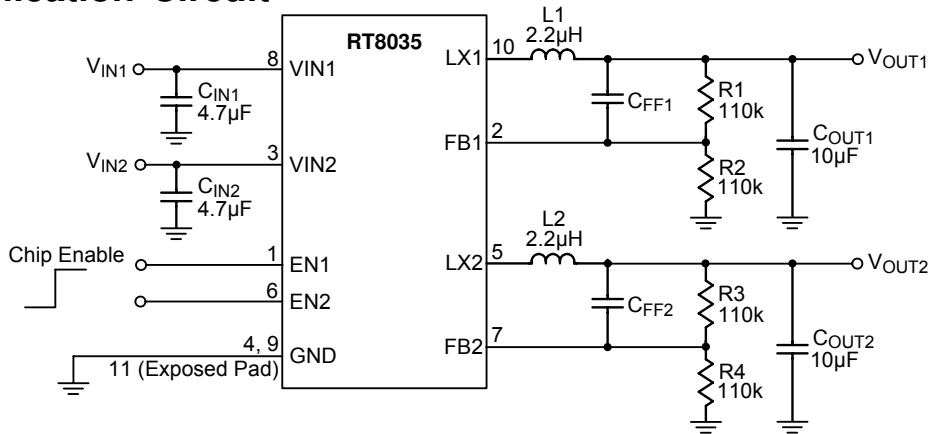 RT8035
V_IN1
8
VIN1
C_IN1
4.7µF
V_IN2
3
VIN2
C_IN2
4.7µF
Chip Enable
1
EN1
6
EN2
4, 9
GND
11 (Exposed Pad)
LX1
10
L1
2.2µH
V_OUT1
C_FF1
R1
110k
FB1
2
R2
110k
C_OUT1
10µF
LX2
5
L2
2.2µH
V_OUT2
C_FF2
R3
110k
FB2
7
R4
110k
C_OUT2
10µF